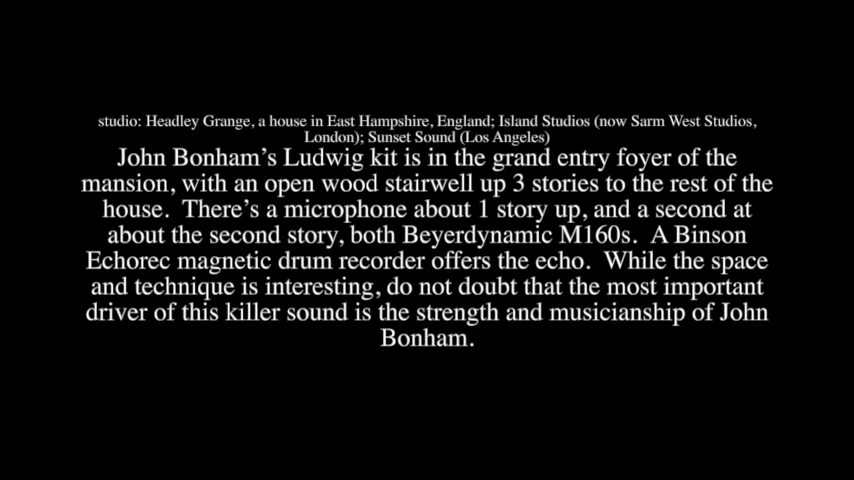 studio: Headley Grange, a house in East Hampshire, England; Island Studios (now Sarm West Studios,
London); Sunset Sound (Los Angeles)
John Bonham’s Ludwig kit is in the grand entry foyer of the
mansion, with an open wood stairwell up 3 stories to the rest of the
house.  There’s a microphone about 1 story up, and a second at
about the second story, both Beyerdynamic M160s.  A Binson
Echorec magnetic drum recorder offers the echo.  While the space
and technique is interesting, do not doubt that the most important
driver of this killer sound is the strength and musicianship of John
Bonham.